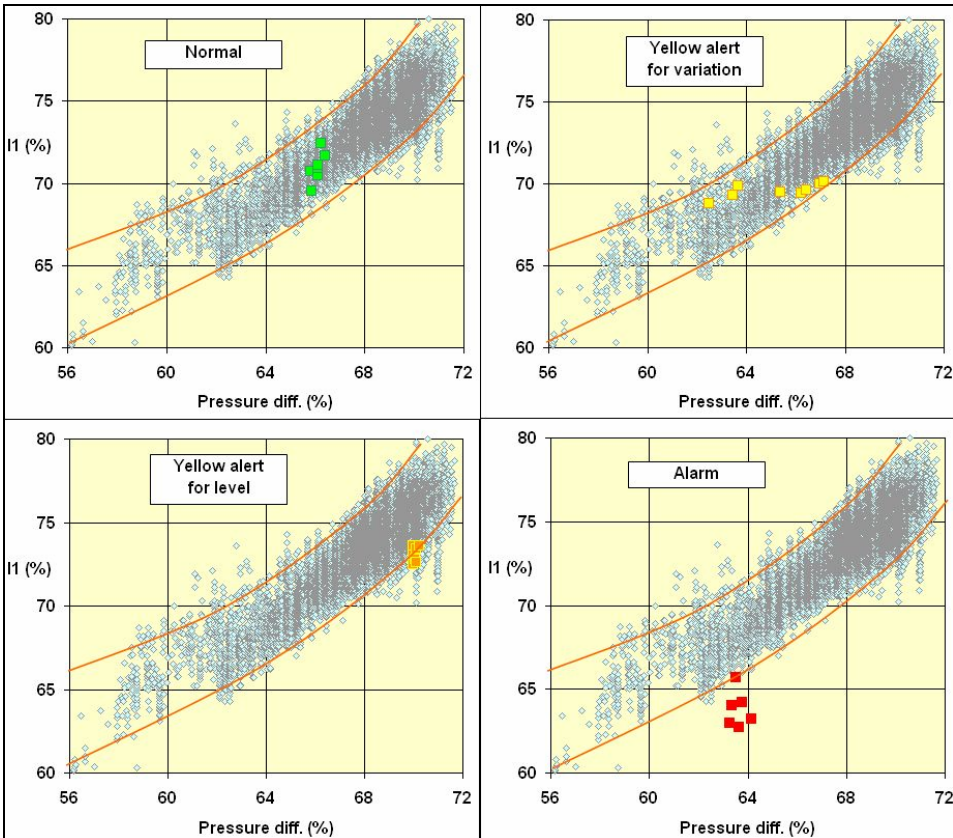 80
Normal
75
I1 (%)
70
65
60
56 60 64 68 72
Pressure diff. (%)
80
Yellow alert
for variation
75
I1 (%)
70
65
60
56 60 64 68 72
Pressure diff. (%)
80
Yellow alert
for level
75
I1 (%)
70
65
60
56 60 64 68 72
Pressure diff. (%)
80
Alarm
75
I1 (%)
70
65
60
56 60 64 68 72
Pressure diff. (%)